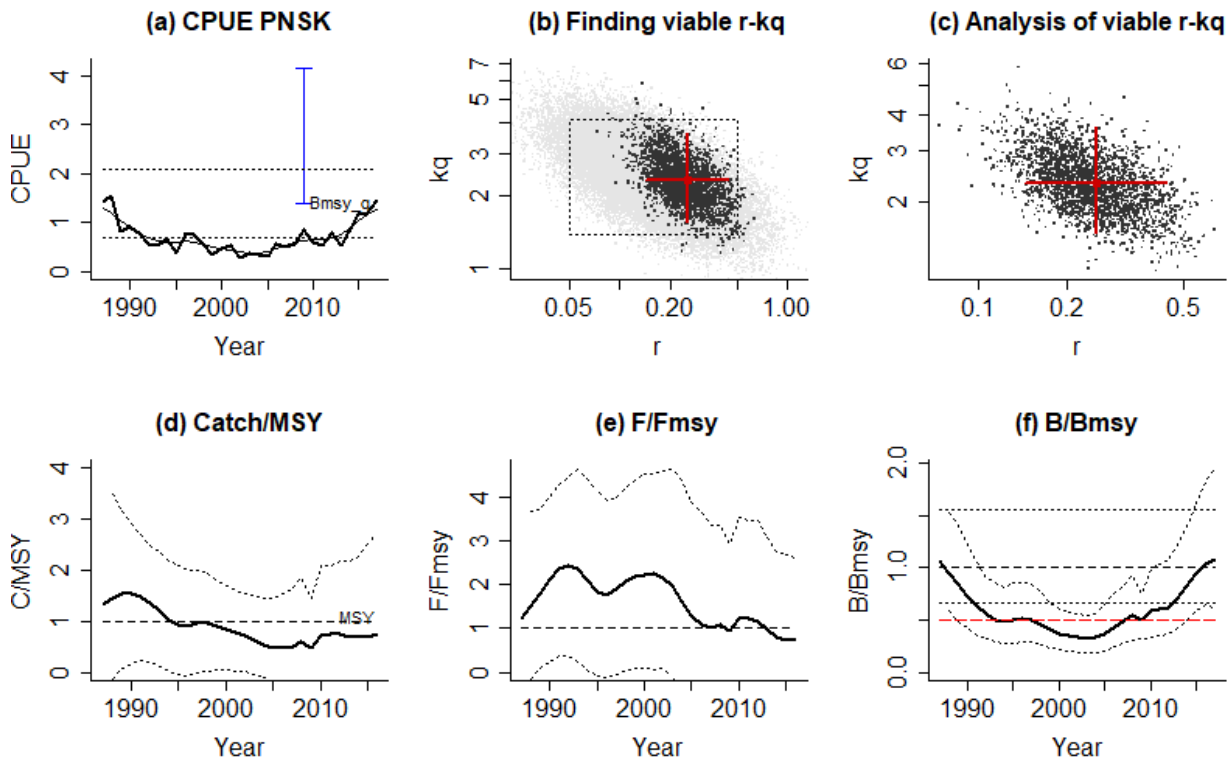 (a) CPUE PNSK
CPUE
4
3
2
1
0
Bmsy_q
1990 2000 2010
Year
(b) Finding viable r-kq
kq
7
5
3
2
1
0.05 0.20 1.00
r
(c) Analysis of viable r-kq
kq
6
4
3
2
0.1 0.2 0.5
r
(d) Catch/MSY
C/MSY
4
3
2
1
0
MSY
1990 2000 2010
Year
(e) F/Fmsy
F/Fmsy
4
3
2
1
0
1990 2000 2010
Year
(f) B/Bmsy
B/Bmsy
2.0
1.0
0.0
1990 2000 2010
Year